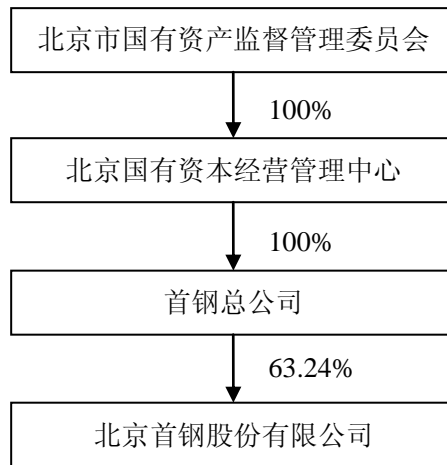 北京市国有资产监督管理委员会
100%
北京国有资本经营管理中心
100%
首钢总公司
63.24%
北京首钢股份有限公司